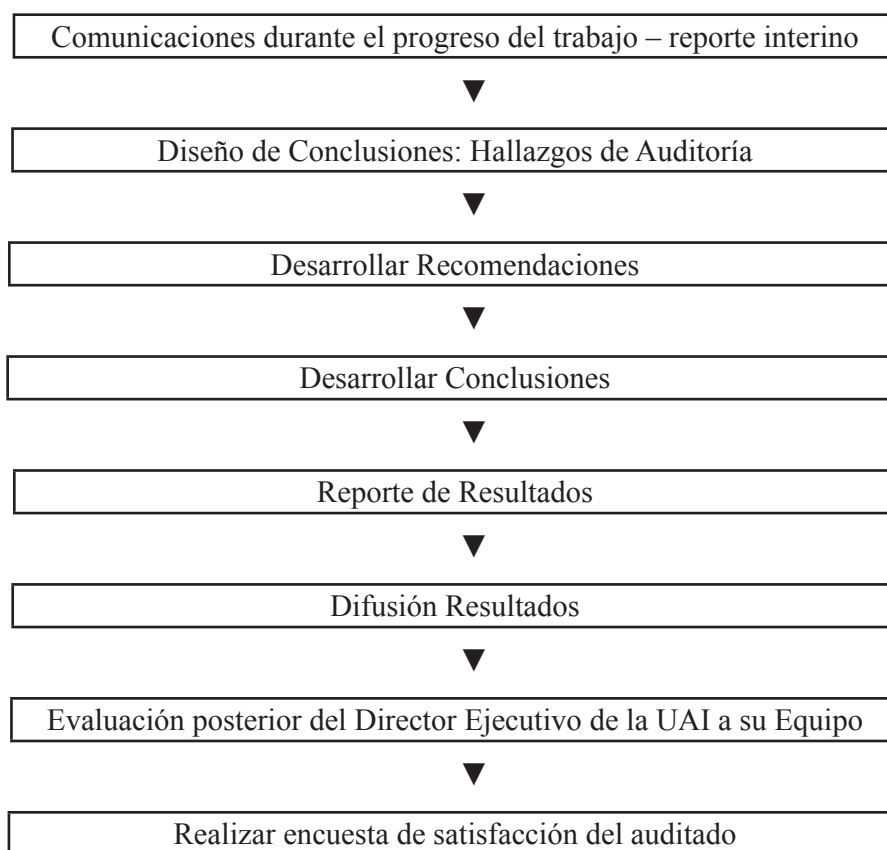 Comunicaciones durante el progreso del trabajo – reporte interino
Diseño de Conclusiones: Hallazgos de Auditoría
Desarrollar Recomendaciones
Desarrollar Conclusiones
Reporte de Resultados
Difusión Resultados
Evaluación posterior del Director Ejecutivo de la UAI a su Equipo
Realizar encuesta de satisfacción del auditado